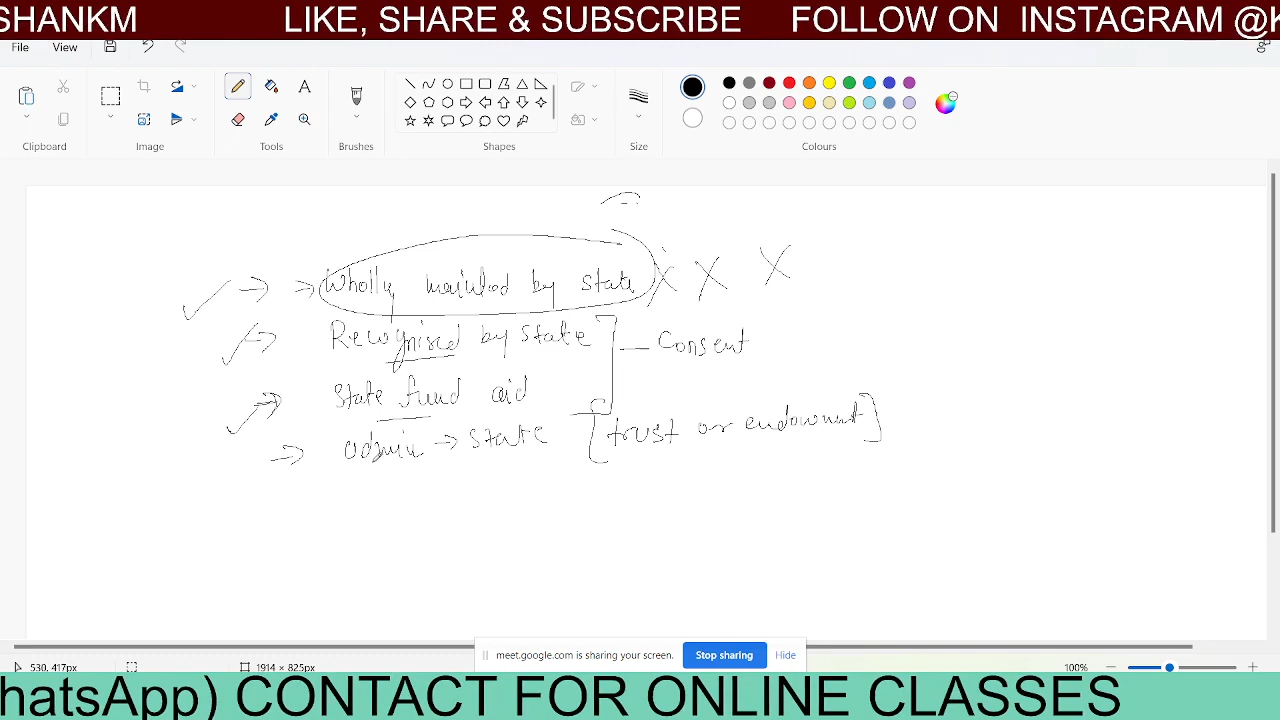 SHANKM LIKE, SHARE & SUBSCRIBE FOLLOW ON INSTAGRAM @K
File View
Clipboard Image Tools Brushes Shapes Size Colours
Wholly maintained by state X X X
Recognised by state
Consent
State fund aid
admin → state [trust or endowment]
meet.google.com is sharing your screen. Stop sharing Hide
530, 417px 1914 × 825px 100%
hatsApp) CONTACT FOR ONLINE CLASSES